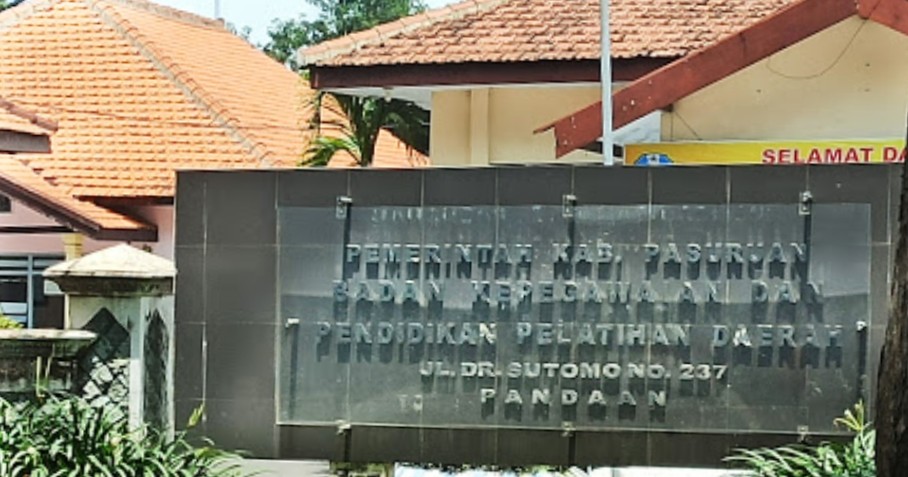 SELAMAT DA
PEMERINTAH KAB. PASURUAN
BADAN KEPEGAWAIAN DAN
PENDIDIKAN PELATIHAN DAERAH
JL. DR. SUTOMO NO. 237
PANDAAN